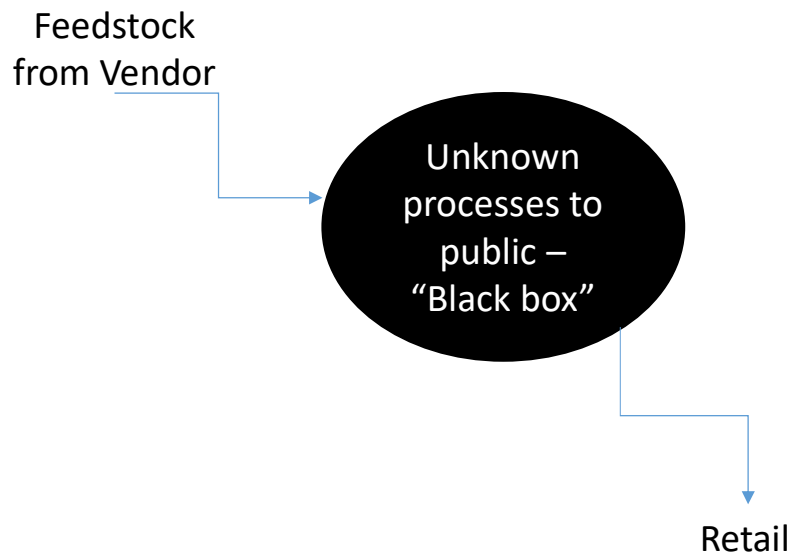 Feedstock
from Vendor
Unknown
processes to
public –
“Black box”
Retail